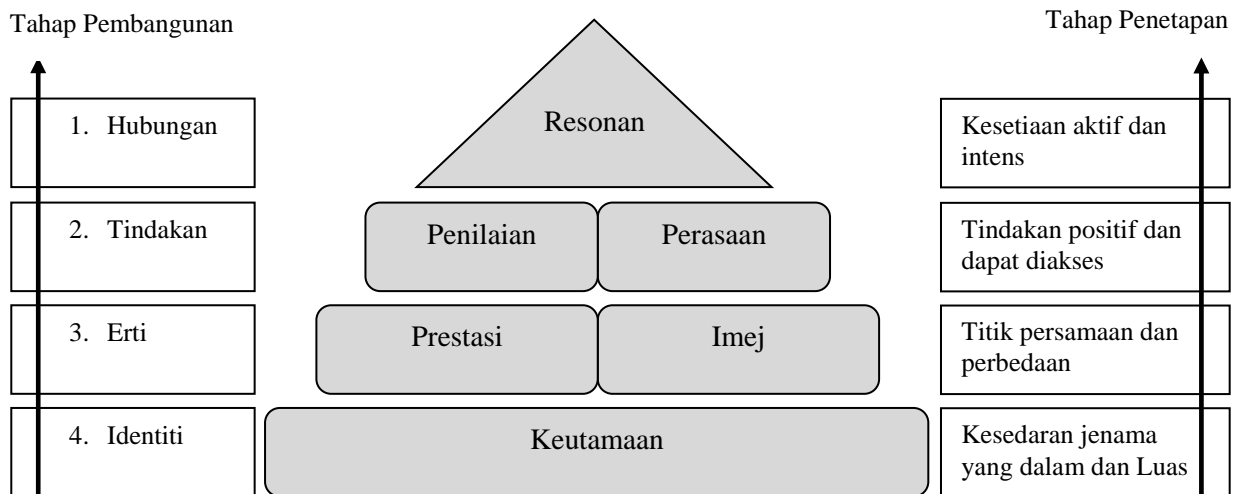 Tahap Pembangunan
Tahap Penetapan
1. Hubungan
Resonan
Kesetiaan aktif dan
intens
2. Tindakan
Penilaian
Perasaan
Tindakan positif dan
dapat diakses
3. Erti
Prestasi
Imej
Titik persamaan dan
perbedaan
4. Identiti
Keutamaan
Kesedaran jenama
yang dalam dan Luas